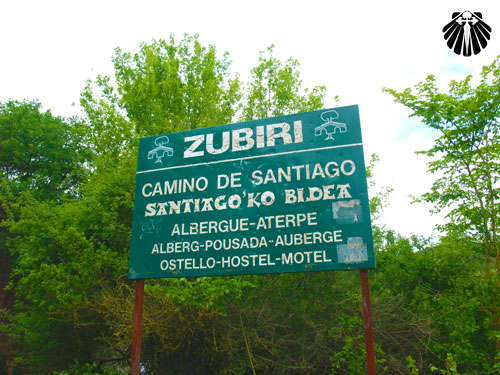 ZUBIRI
CAMINO DE SANTIAGO
SANTIAGO'KO BIDEA
ALBERGUE-ATERPE
ALBERG-POUSADA-AUBERGE
OSTELLO-HOSTEL-MOTEL